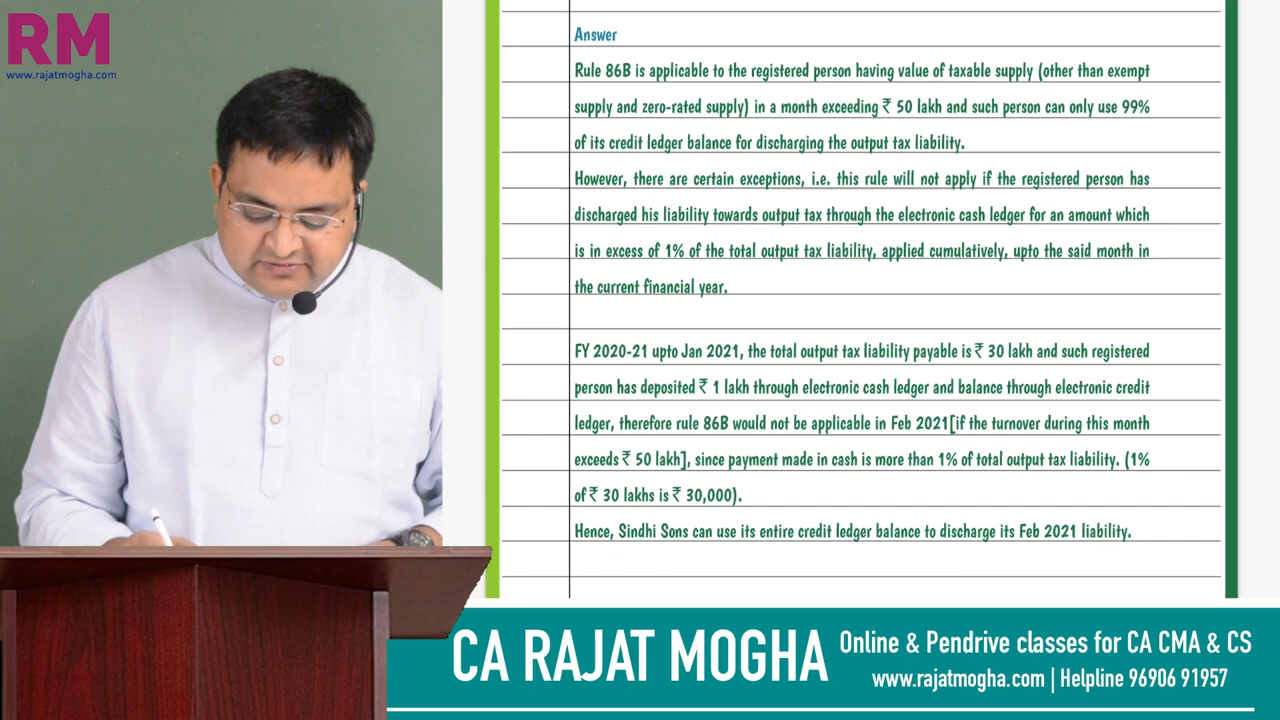 RM
www.rajatmogha.com
Answer
Rule 86B is applicable to the registered person having value of taxable supply (other than exempt
supply and zero-rated supply) in a month exceeding ₹ 50 lakh and such person can only use 99%
of its credit ledger balance for discharging the output tax liability.
However, there are certain exceptions, i.e. this rule will not apply if the registered person has
discharged his liability towards output tax through the electronic cash ledger for an amount which
is in excess of 1% of the total output tax liability, applied cumulatively, upto the said month in
the current financial year.
FY 2020-21 upto Jan 2021, the total output tax liability payable is ₹ 30 lakh and such registered
person has deposited ₹ 1 lakh through electronic cash ledger and balance through electronic credit
ledger, therefore rule 86B would not be applicable in Feb 2021[if the turnover during this month
exceeds ₹ 50 lakh], since payment made in cash is more than 1% of total output tax liability. (1%
of ₹ 30 lakhs is ₹ 30,000).
Hence, Sindhi Sons can use its entire credit ledger balance to discharge its Feb 2021 liability.
CA RAJAT MOGHA
Online & Pendrive classes for CA CMA & CS
www.rajatmogha.com | Helpline 96906 91957